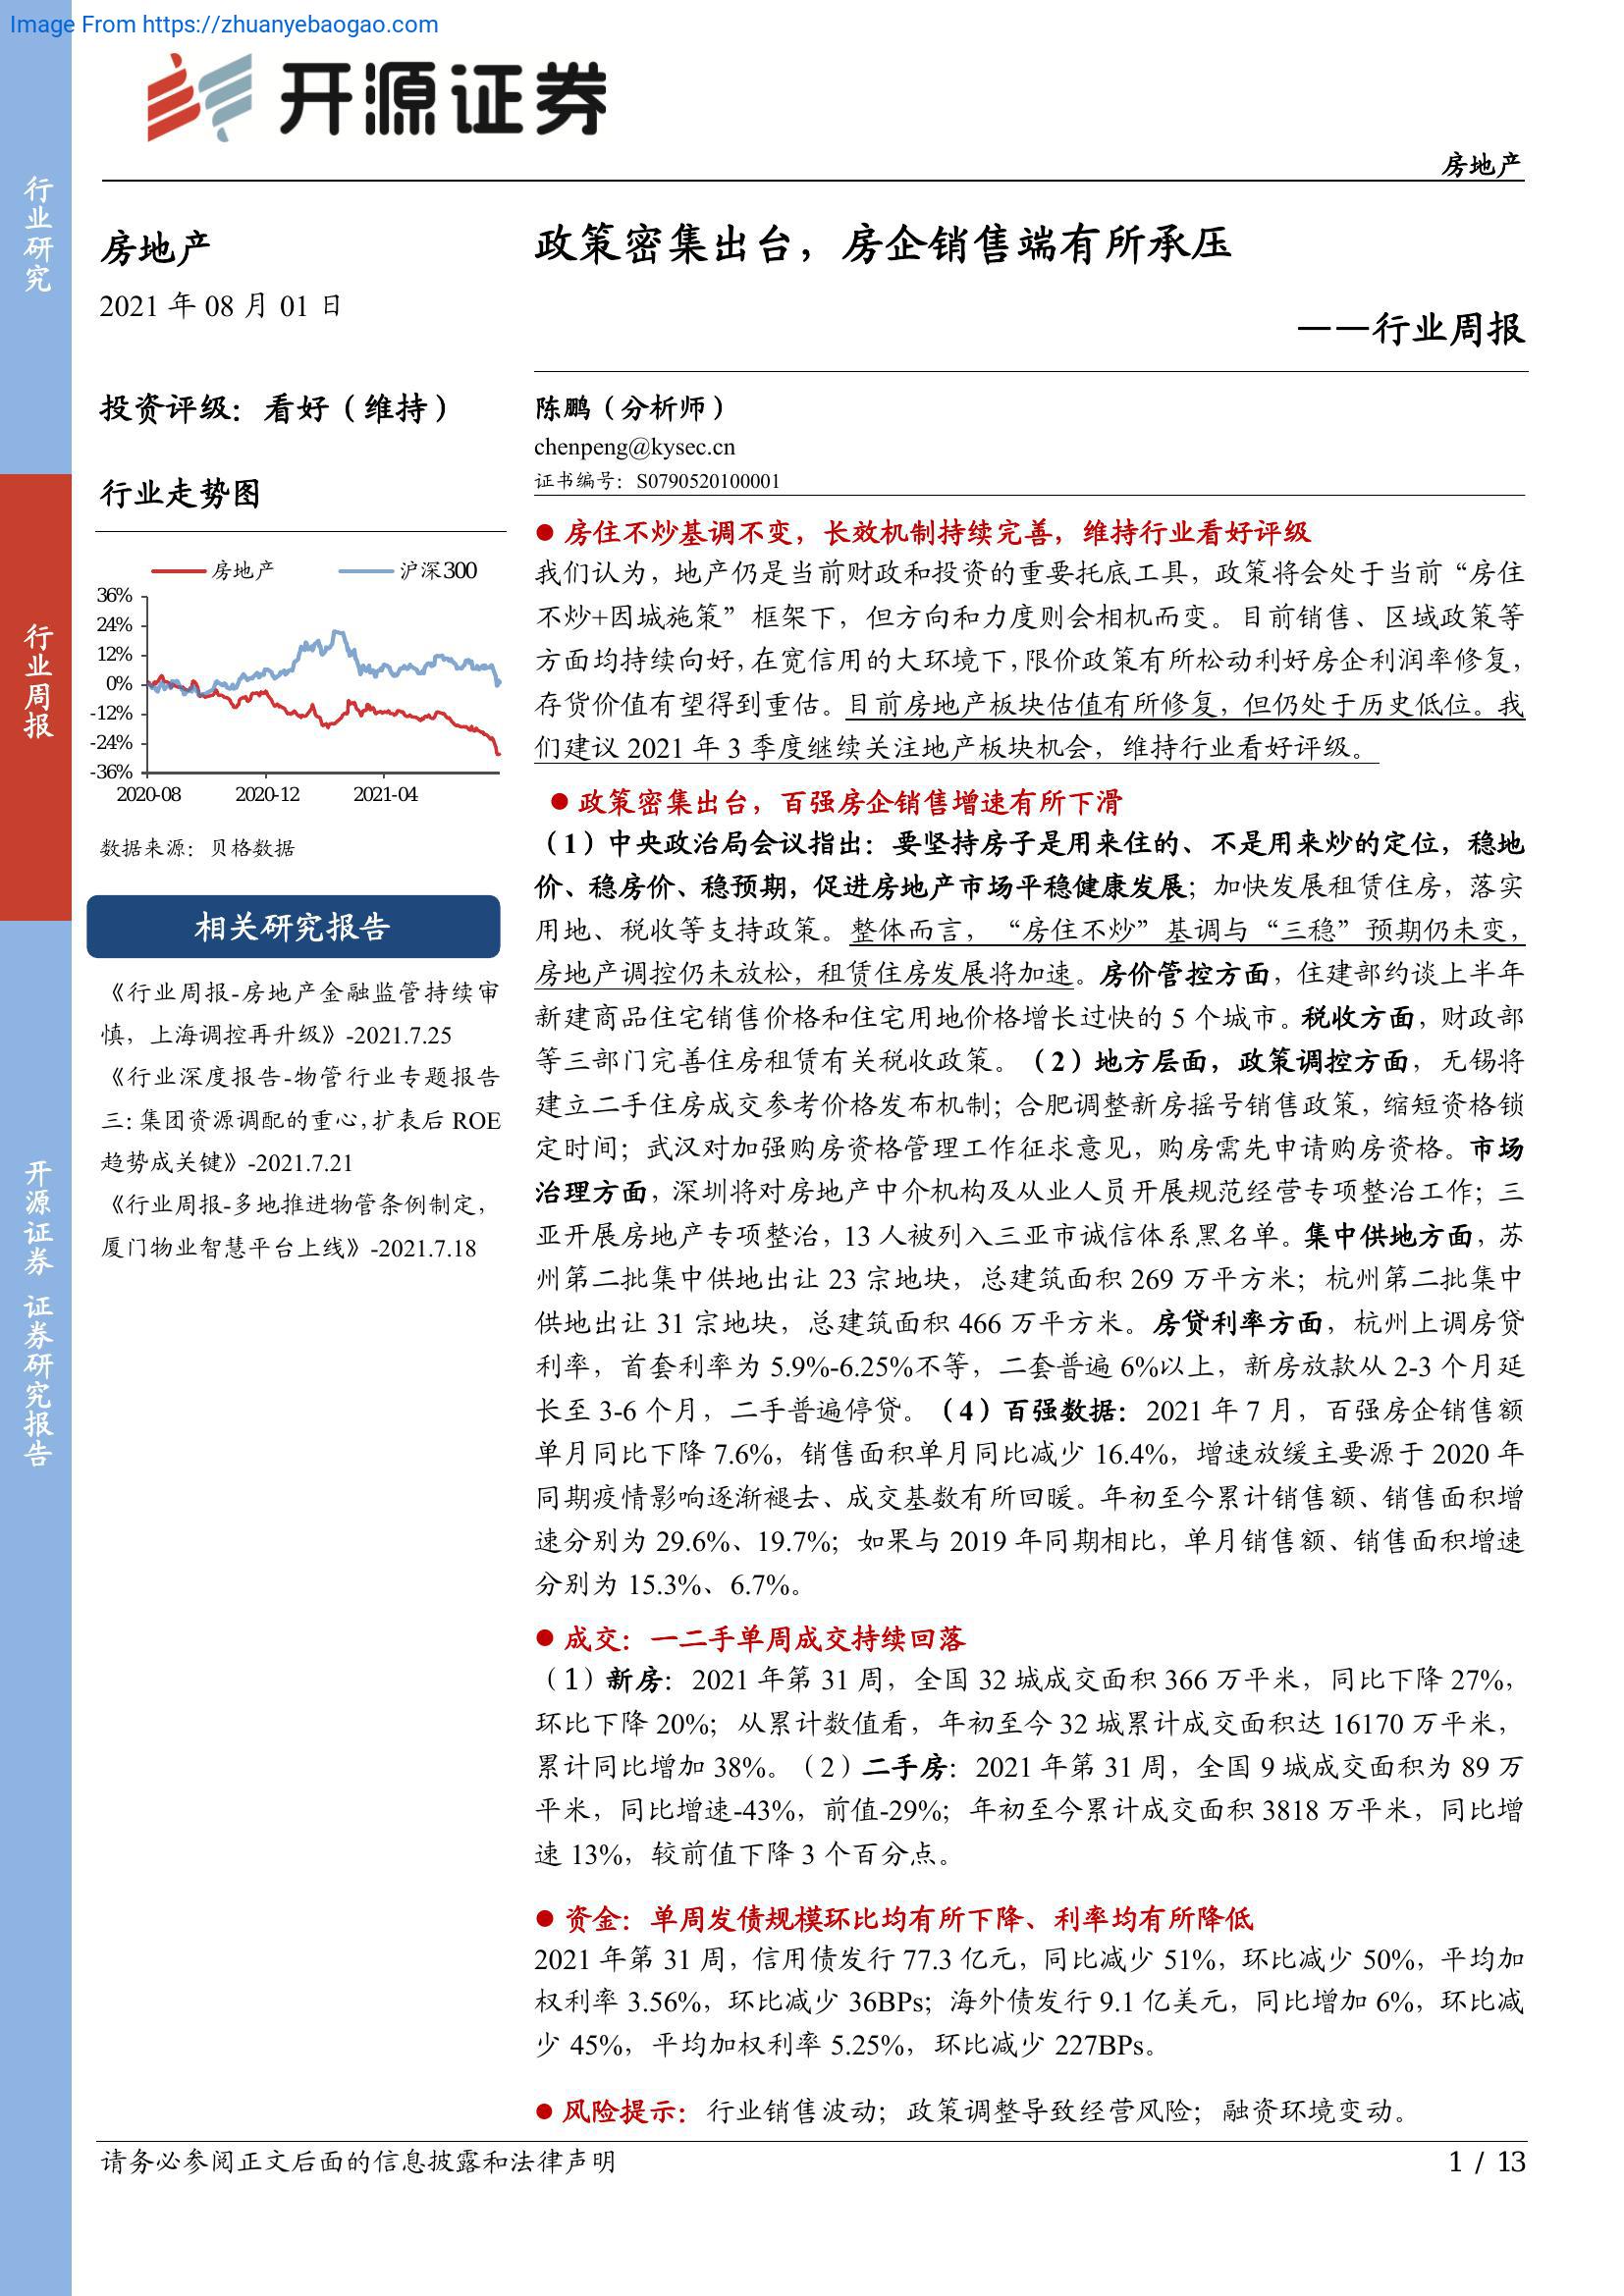 Image From https://zhuanyebaogao.com
开源证券
房地产
行业研究
行业周报
开源证券 证券研究报告
房地产
2021 年 08 月 01 日
投资评级：看好（维持）
行业走势图
房地产 沪深300
36%
24%
12%
0%
-12%
-24%
-36%
2020-08 2020-12 2021-04
数据来源：贝格数据
相关研究报告
《行业周报-房地产金融监管持续审
慎，上海调控再升级》-2021.7.25
《行业深度报告-物管行业专题报告
三：集团资源调配的重心，扩表后 ROE
趋势成关键》-2021.7.21
《行业周报-多地推进物管条例制定，
厦门物业智慧平台上线》-2021.7.18
政策密集出台，房企销售端有所承压
——行业周报
陈鹏（分析师）
chenpeng@kysec.cn
证书编号：S0790520100001
● 房住不炒基调不变，长效机制持续完善，维持行业看好评级
我们认为，地产仍是当前财政和投资的重要托底工具，政策将会处于当前“房住
不炒+因城施策”框架下，但方向和力度则会相机而变。目前销售、区域政策等
方面均持续向好，在宽信用的大环境下，限价政策有所松动利好房企利润率修复，
存货价值有望得到重估。目前房地产板块估值有所修复，但仍处于历史低位。我
们建议 2021 年 3 季度继续关注地产板块机会，维持行业看好评级。
● 政策密集出台，百强房企销售增速有所下滑
（1）中央政治局会议指出：要坚持房子是用来住的、不是用来炒的定位，稳地
价、稳房价、稳预期，促进房地产市场平稳健康发展；加快发展租赁住房，落实
用地、税收等支持政策。整体而言，“房住不炒”基调与“三稳”预期仍未变，
房地产调控仍未放松，租赁住房发展将加速。房价管控方面，住建部约谈上半年
新建商品住宅销售价格和住宅用地价格增长过快的 5 个城市。税收方面，财政部
等三部门完善住房租赁有关税收政策。（2）地方层面，政策调控方面，无锡将
建立二手住房成交参考价格发布机制；合肥调整新房摇号销售政策，缩短资格锁
定时间；武汉对加强购房资格管理工作征求意见，购房需先申请购房资格。市场
治理方面，深圳将对房地产中介机构及从业人员开展规范经营专项整治工作；三
亚开展房地产专项整治，13 人被列入三亚市诚信体系黑名单。集中供地方面，苏
州第二批集中供地出让 23 宗地块，总建筑面积 269 万平方米；杭州第二批集中
供地出让 31 宗地块，总建筑面积 466 万平方米。房贷利率方面，杭州上调房贷
利率，首套利率为 5.9%-6.25%不等，二套普遍 6%以上，新房放款从 2-3 个月延
长至 3-6 个月，二手普遍停贷。（4）百强数据：2021 年 7 月，百强房企销售额
单月同比下降 7.6%，销售面积单月同比减少 16.4%，增速放缓主要源于 2020 年
同期疫情影响逐渐褪去、成交基数有所回暖。年初至今累计销售额、销售面积增
速分别为 29.6%、19.7%；如果与 2019 年同期相比，单月销售额、销售面积增速
分别为 15.3%、6.7%。
● 成交：一二手单周成交持续回落
（1）新房：2021 年第 31 周，全国 32 城成交面积 366 万平米，同比下降 27%，
环比下降 20%；从累计数值看，年初至今 32 城累计成交面积达 16170 万平米，
累计同比增加 38%。（2）二手房：2021 年第 31 周，全国 9 城成交面积为 89 万
平米，同比增速-43%，前值-29%；年初至今累计成交面积 3818 万平米，同比增
速 13%，较前值下降 3 个百分点。
● 资金：单周发债规模环比均有所下降、利率均有所降低
2021 年第 31 周，信用债发行 77.3 亿元，同比减少 51%，环比减少 50%，平均加
权利率 3.56%，环比减少 36BPs；海外债发行 9.1 亿美元，同比增加 6%，环比减
少 45%，平均加权利率 5.25%，环比减少 227BPs。
● 风险提示：行业销售波动；政策调整导致经营风险；融资环境变动。
请务必参阅正文后面的信息披露和法律声明
1 / 13